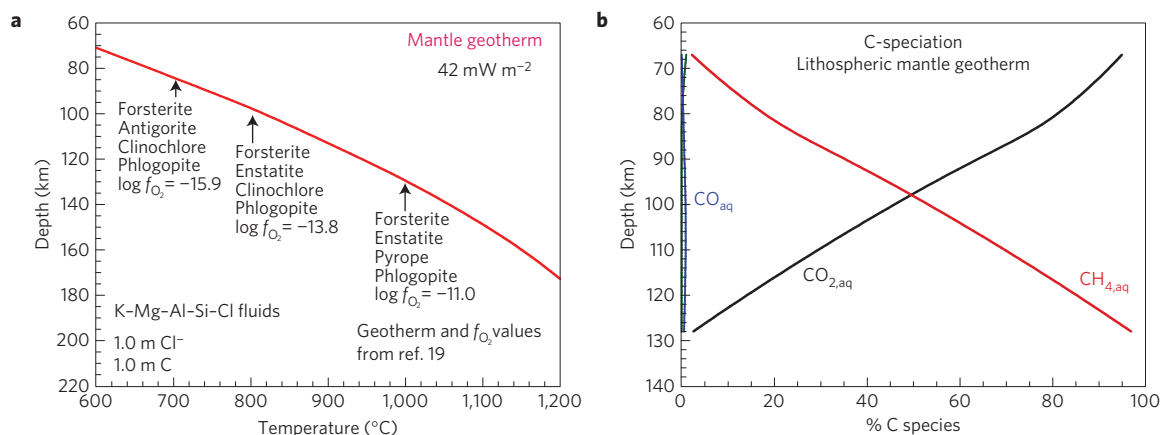 a
Mantle geotherm
42 mW m⁻²
60
80
100
120
140
160
180
200
220
Depth (km)
Forsterite
Antigorite
Clinochlore
Phlogopite
log fO₂ = −15.9
Forsterite
Enstatite
Clinochlore
Phlogopite
log fO₂ = −13.8
Forsterite
Enstatite
Pyrope
Phlogopite
log fO₂ = −11.0
K–Mg–Al–Si–Cl fluids
1.0 m Cl⁻
1.0 m C
Geotherm and fO₂ values
from ref. 19
600 700 800 900 1,000 1,100 1,200
Temperature (°C)
b
C-speciation
Lithospheric mantle geotherm
60
70
80
90
100
110
120
130
140
Depth (km)
COaq
CO2,aq
CH4,aq
0 20 40 60 80 100
% C species